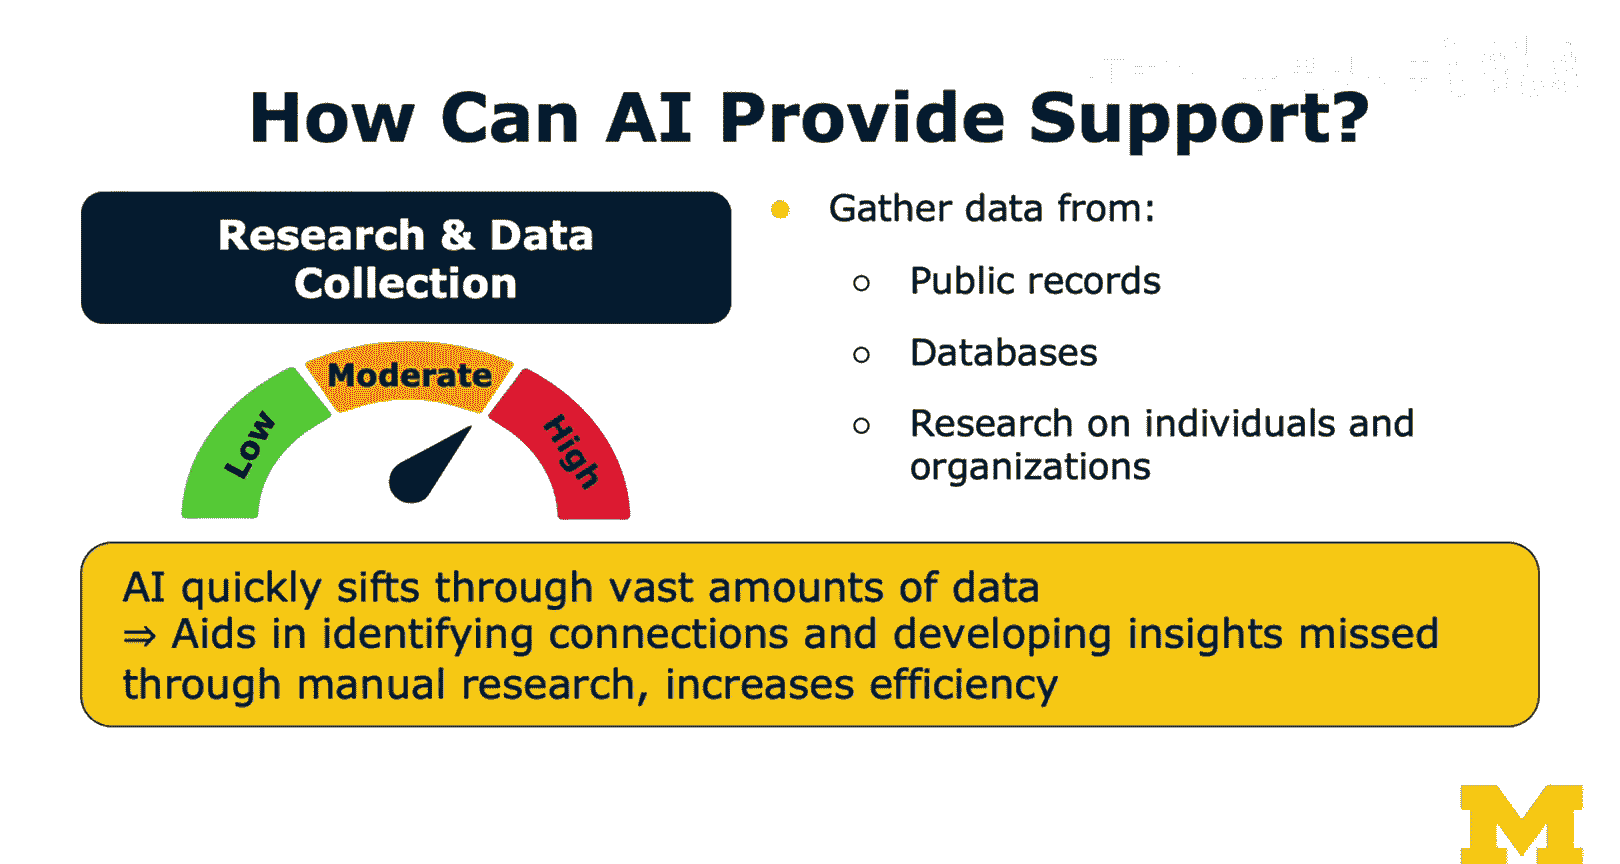 How Can AI Provide Support?
Research & Data
Collection
Low
Moderate
High
Gather data from:
Public records
Databases
Research on individuals and
organizations
AI quickly sifts through vast amounts of data
⇒ Aids in identifying connections and developing insights missed
through manual research, increases efficiency
M